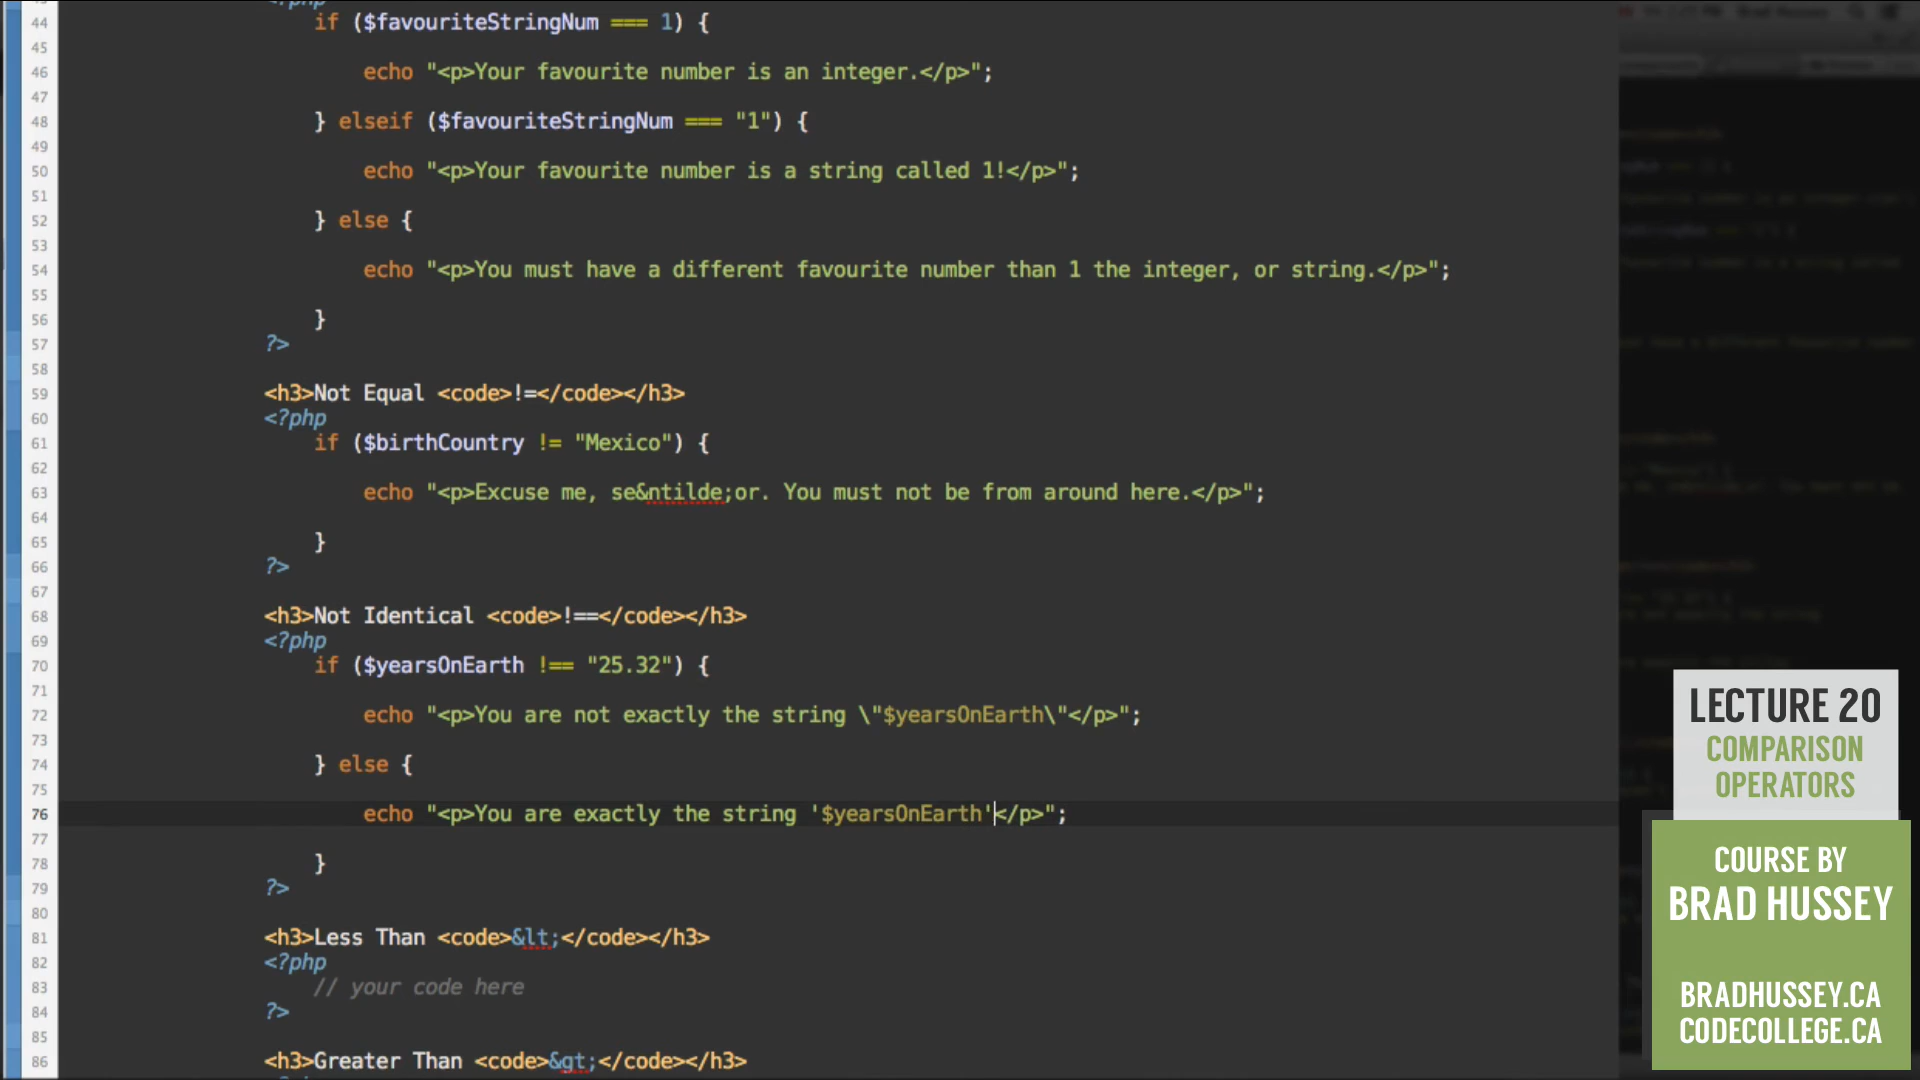 <?php
44 if ($favouriteStringNum === 1) {
45
46 echo "<p>Your favourite number is an integer.</p>";
47
48 } elseif ($favouriteStringNum === "1") {
49
50 echo "<p>Your favourite number is a string called 1!</p>";
51
52 } else {
53
54 echo "<p>You must have a different favourite number than 1 the integer, or string.</p>";
55
56 }
57 ?>
58
59 <h3>Not Equal <code>!=</code></h3>
60 <?php
61 if ($birthCountry != "Mexico") {
62
63 echo "<p>Excuse me, se&ntilde;or. You must not be from around here.</p>";
64
65 }
66 ?>
67
68 <h3>Not Identical <code>!==</code></h3>
69 <?php
70 if ($yearsOnEarth !== "25.32") {
71
72 echo "<p>You are not exactly the string \"$yearsOnEarth\"</p>";
73
74 } else {
75
76 echo "<p>You are exactly the string '$yearsOnEarth'</p>";
77
78 }
79 ?>
80
81 <h3>Less Than <code>&lt;</code></h3>
82 <?php
83 // your code here
84 ?>
85
86 <h3>Greater Than <code>&gt;</code></h3>
LECTURE 20
COMPARISON
OPERATORS
COURSE BY
BRAD HUSSEY
BRADHUSSEY.CA
CODECOLLEGE.CA